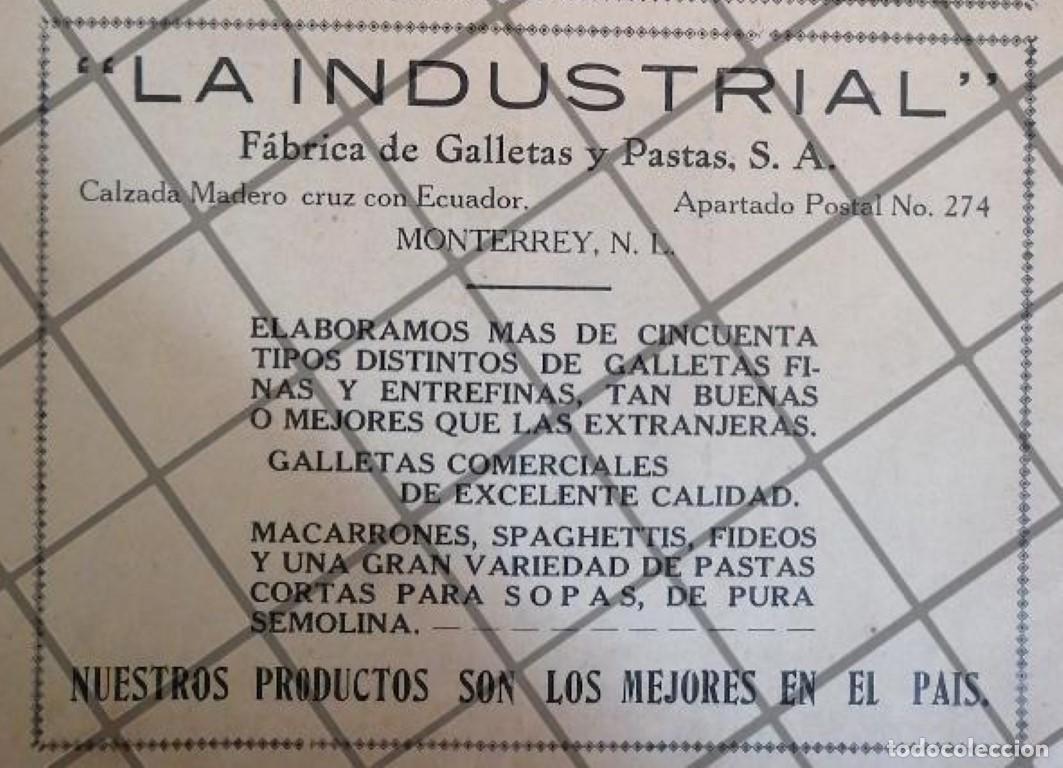 “LA INDUSTRIAL”
Fábrica de Galletas y Pastas, S. A.
Calzada Madero cruz con Ecuador. Apartado Postal No. 274
MONTERREY, N. L.
ELABORAMOS MAS DE CINCUENTA
TIPOS DISTINTOS DE GALLETAS FI-
NAS Y ENTREFINAS, TAN BUENAS
O MEJORES QUE LAS EXTRANJERAS.
GALLETAS COMERCIALES
DE EXCELENTE CALIDAD.
MACARRONES, SPAGHETTIS, FIDEOS
Y UNA GRAN VARIEDAD DE PASTAS
CORTAS PARA SOPAS, DE PURA
SEMOLINA. — — — — — — — — — —
NUESTROS PRODUCTOS SON LOS MEJORES EN EL PAIS.
todocoleccion